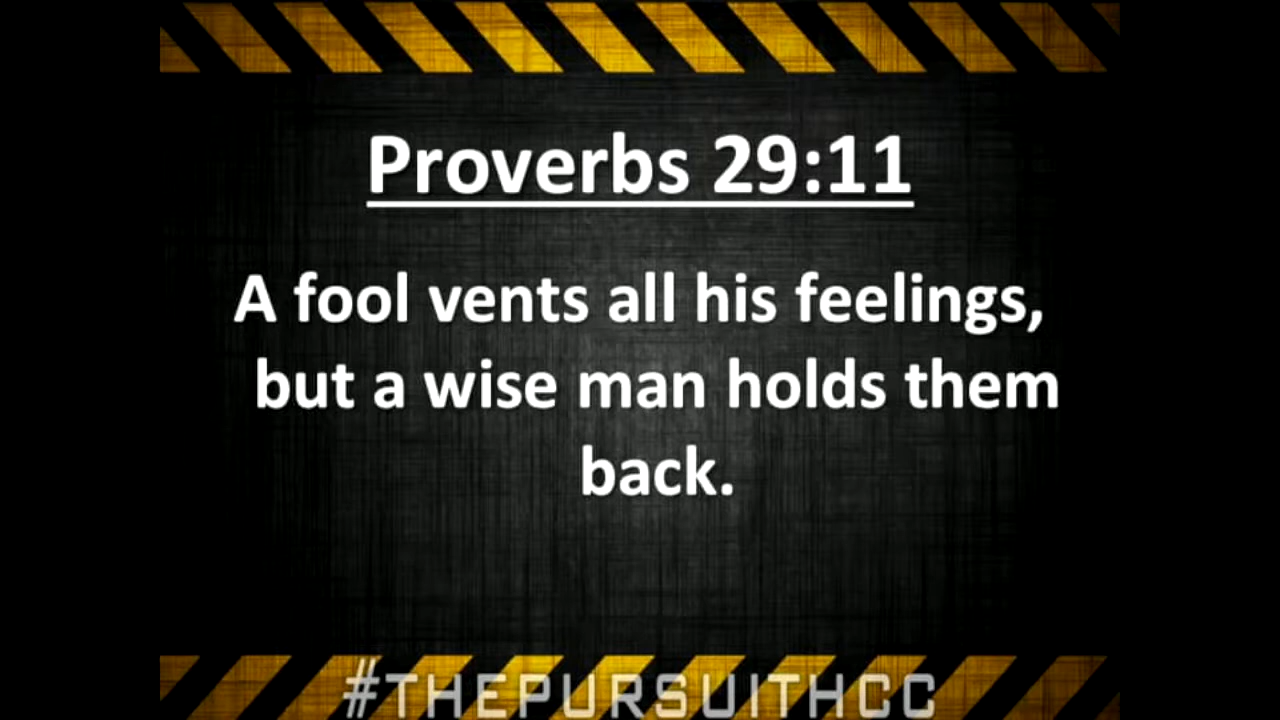 Proverbs 29:11
A fool vents all his feelings,
but a wise man holds them
back.
#THEPURSUITHCC